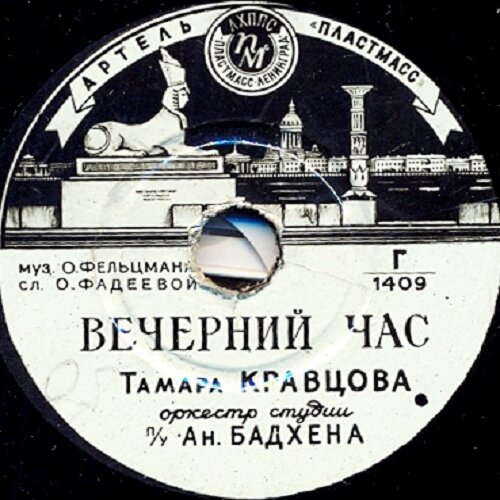 ЛХППС
ПМ
"ПЛАСТМАСС" ЛЕНИНГРАД
АРТЕЛЬ «ПЛАСТМАСС»
муз. О. ФЕЛЬЦМАНА
сл. О. ФАДЕЕВОЙ
Г
1409
ВЕЧЕРНИЙ ЧАС
ТАМАРА КРАВЦОВА
оркестр студии
п/у Ан. БАДХЕНА